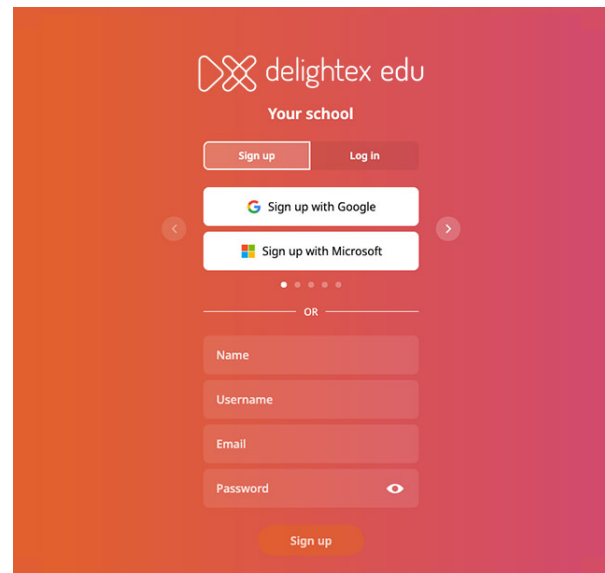 delightex edu
Your school
Sign up Log in
Sign up with Google
Sign up with Microsoft
OR
Name
Username
Email
Password
Sign up